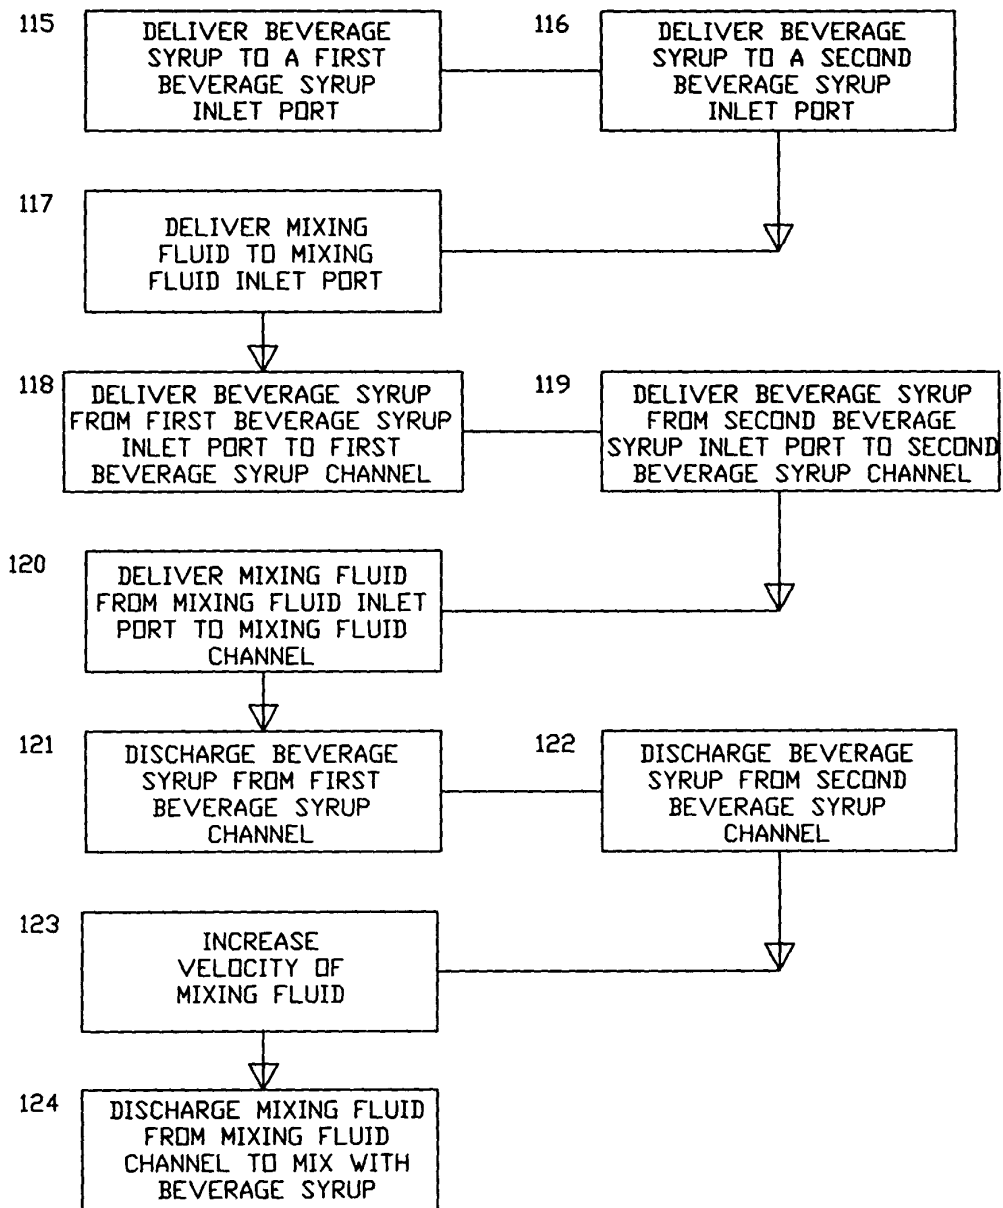 115
DELIVER BEVERAGE
SYRUP TO A FIRST
BEVERAGE SYRUP
INLET PORT
116
DELIVER BEVERAGE
SYRUP TO A SECOND
BEVERAGE SYRUP
INLET PORT
117
DELIVER MIXING
FLUID TO MIXING
FLUID INLET PORT
118
DELIVER BEVERAGE SYRUP
FROM FIRST BEVERAGE SYRUP
INLET PORT TO FIRST
BEVERAGE SYRUP CHANNEL
119
DELIVER BEVERAGE SYRUP
FROM SECOND BEVERAGE
SYRUP INLET PORT TO SECOND
BEVERAGE SYRUP CHANNEL
120
DELIVER MIXING FLUID
FROM MIXING FLUID INLET
PORT TO MIXING FLUID
CHANNEL
121
DISCHARGE BEVERAGE
SYRUP FROM FIRST
BEVERAGE SYRUP
CHANNEL
122
DISCHARGE BEVERAGE
SYRUP FROM SECOND
BEVERAGE SYRUP
CHANNEL
123
INCREASE
VELOCITY OF
MIXING FLUID
124
DISCHARGE MIXING FLUID
FROM MIXING FLUID
CHANNEL TO MIX WITH
BEVERAGE SYRUP